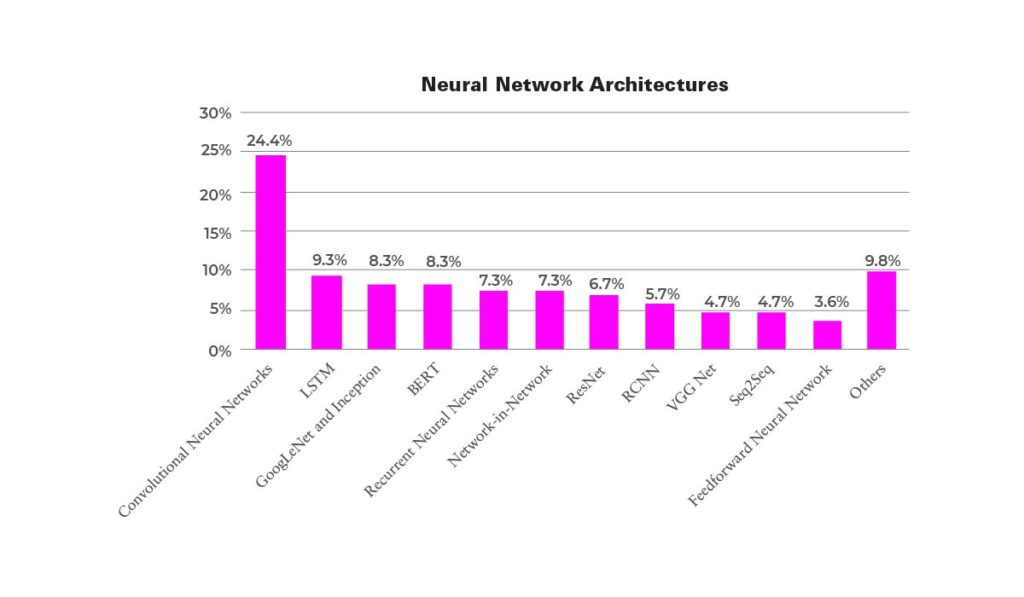 Neural Network Architectures
30%
25%
20%
15%
10%
5%
0%
24.4%
9.3%
8.3%
8.3%
7.3%
7.3%
6.7%
5.7%
4.7%
4.7%
3.6%
9.8%
Convolutional Neural Networks
LSTM
GoogLeNet and Inception
BERT
Recurrent Neural Networks
Network-in-Network
ResNet
RCNN
VGG Net
Seq2Seq
Feedforward Neural Network
Others